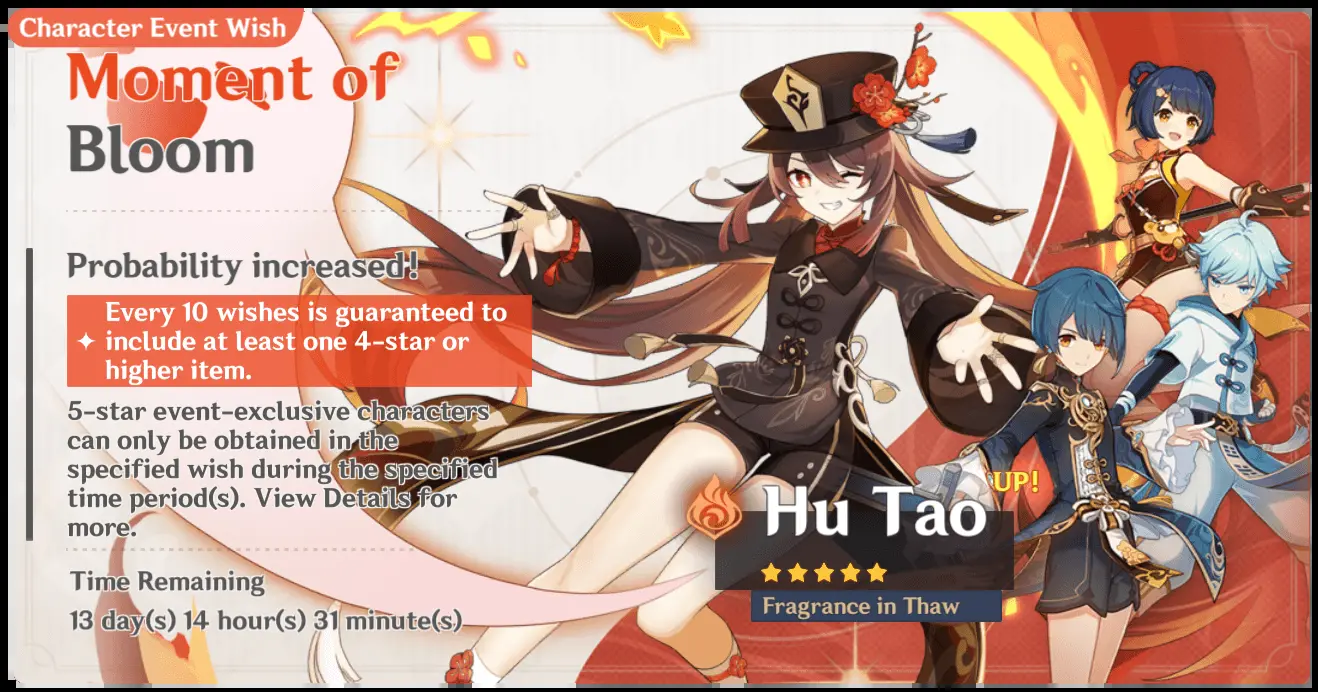 Character Event Wish
Moment of
Bloom
Probability increased!
Every 10 wishes is guaranteed to
include at least one 4-star or
higher item.
5-star event-exclusive characters
can only be obtained in the
specified wish during the specified
time period(s). View Details for
more.
Time Remaining
13 day(s) 14 hour(s) 31 minute(s)
UP!
Hu Tao
Fragrance in Thaw